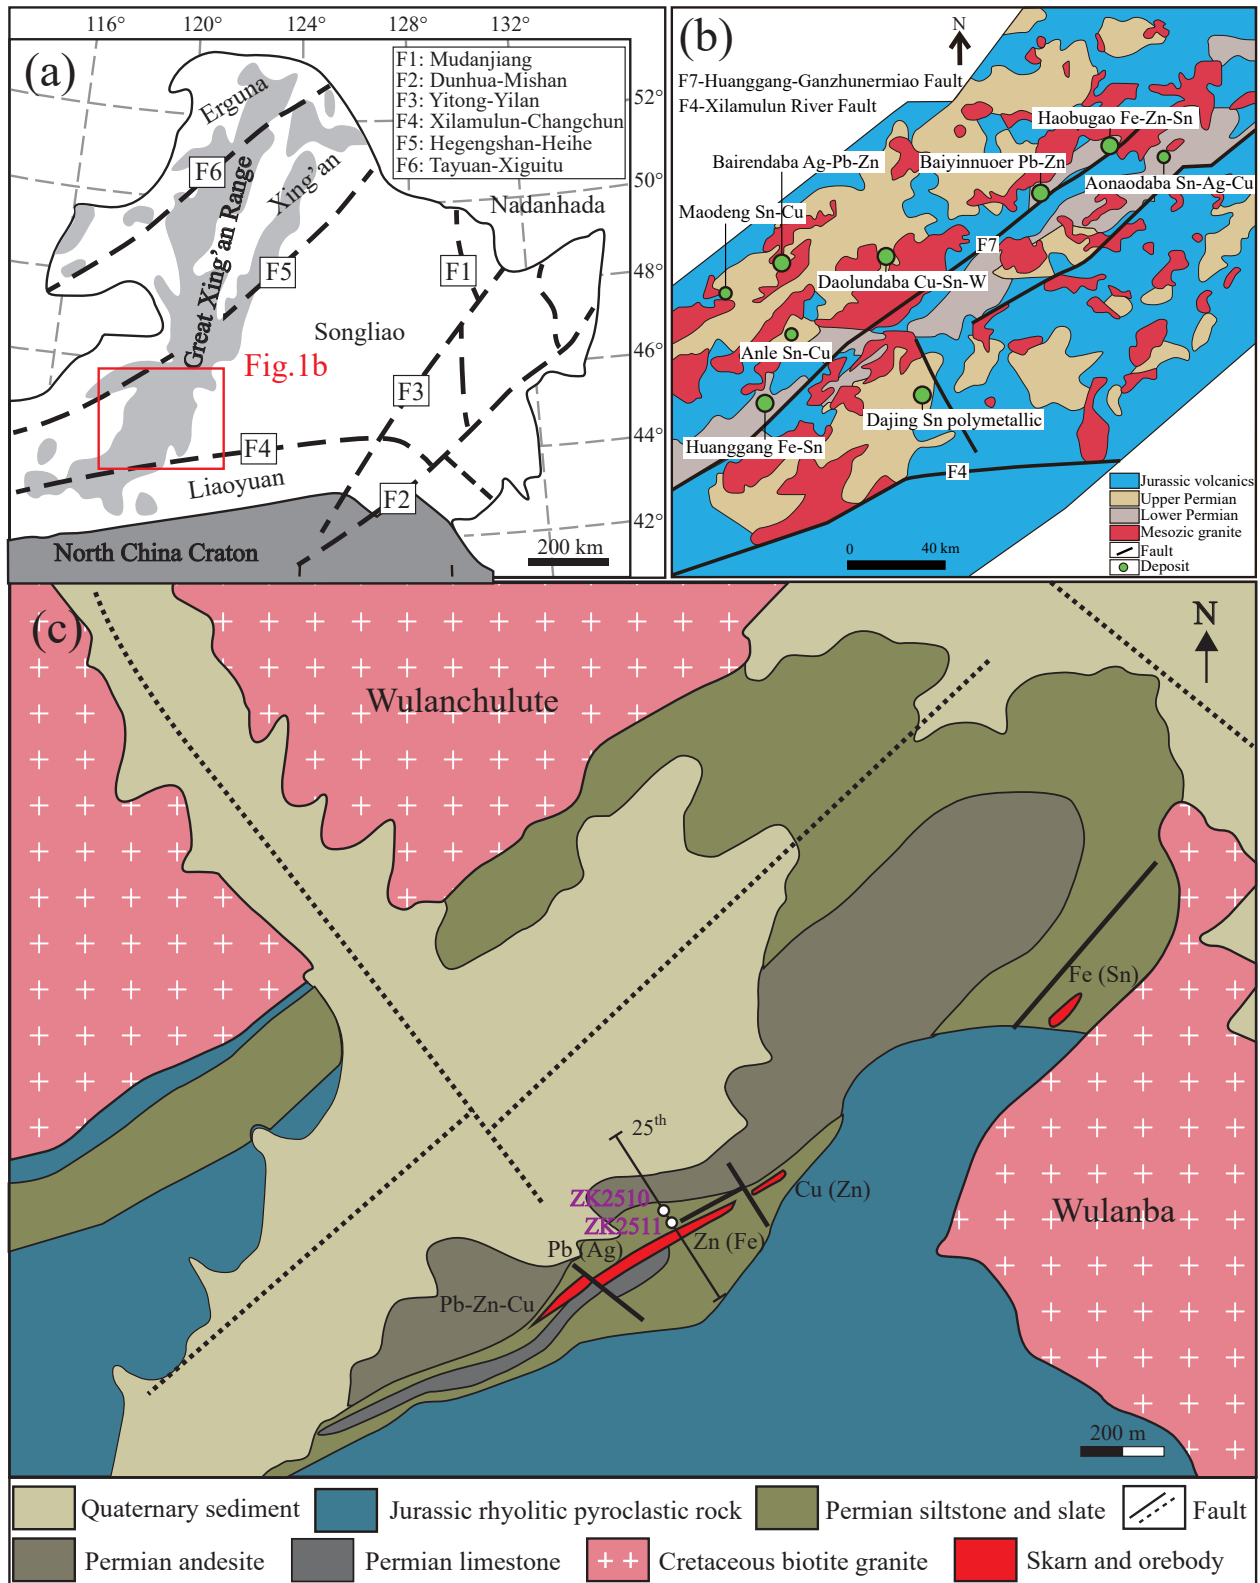 116°
120°
124°
128°
132°
(a)
F1: Mudanjiang
F2: Dunhua-Mishan
F3: Yitong-Yilan
F4: Xilamulun-Changchun
F5: Hegengshan-Heihe
F6: Tayuan-Xiguitu
52°
50°
48°
46°
44°
42°
Erguna
F6
Xing'an
Great Xing'an Range
F5
Nadanhada
F1
Songliao
Fig.1b
F3
F4
Liaoyuan
F2
North China Craton
200 km
(b)
N
F7-Huanggang-Ganzhunermiao Fault
F4-Xilamulun River Fault
Haobugao Fe-Zn-Sn
Bairendaba Ag-Pb-Zn
Baiyinnuoer Pb-Zn
Aonaodaba Sn-Ag-Cu
Maodeng Sn-Cu
F7
Daolundaba Cu-Sn-W
Anle Sn-Cu
Dajing Sn polymetallic
Huanggang Fe-Sn
F4
Jurassic volcanics
Upper Permian
Lower Permian
Mesozic granite
Fault
Deposit
0
40 km
(c)
N
Wulanchulute
Fe (Sn)
25th
ZK2510
Cu (Zn)
ZK2511
Wulanba
Zn (Fe)
Pb (Ag)
Pb-Zn-Cu
200 m
Quaternary sediment
Jurassic rhyolitic pyroclastic rock
Permian siltstone and slate
Fault
Permian andesite
Permian limestone
Cretaceous biotite granite
Skarn and orebody